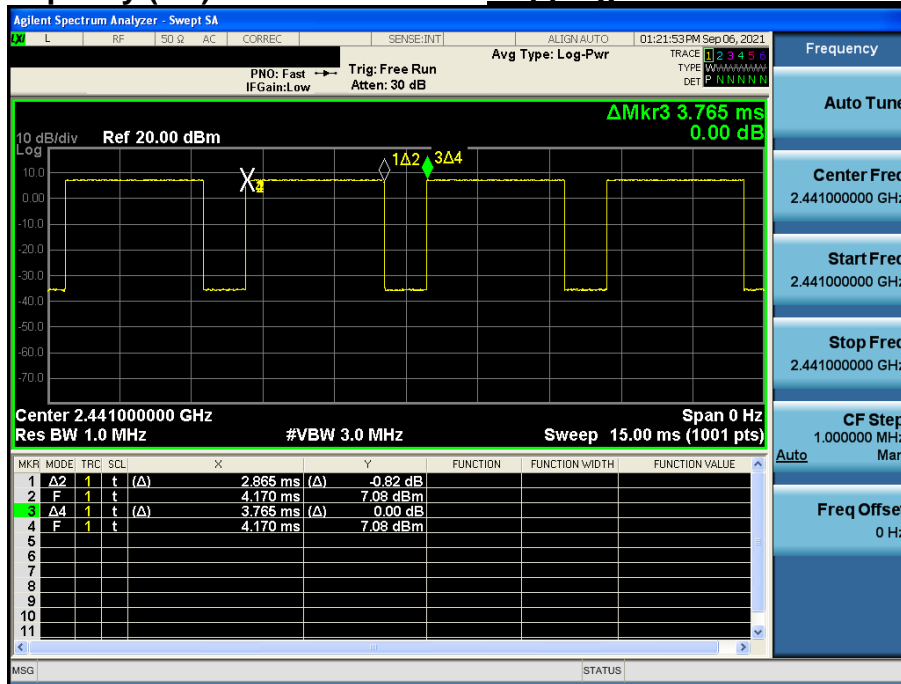 Agilent Spectrum Analyzer - Swept SA
LXI L RF 50 Ω AC CORREC SENSE:INT ALIGN AUTO 01:21:53 PM Sep 06, 2021
PNO: Fast Trig: Free Run Avg Type: Log-Pwr TRACE 1 2 3 4 5 6
IFGain:Low Atten: 30 dB TYPE WWWWWW
DET P N N N N N
ΔMkr3 3.765 ms
0.00 dB
10 dB/div Ref 20.00 dBm
Log
10.0
0.00
-10.0
-20.0
-30.0
-40.0
-50.0
-60.0
-70.0
X
1Δ2 3Δ4
Center 2.441000000 GHz Span 0 Hz
Res BW 1.0 MHz #VBW 3.0 MHz Sweep 15.00 ms (1001 pts)
MKR MODE TRC SCL X Y FUNCTION FUNCTION WIDTH FUNCTION VALUE
1 Δ2 1 t (Δ) 2.865 ms (Δ) -0.82 dB
2 F 1 t 4.170 ms 7.08 dBm
3 Δ4 1 t (Δ) 3.765 ms (Δ) 0.00 dB
4 F 1 t 4.170 ms 7.08 dBm
5
6
7
8
9
10
11
MSG STATUS
Frequency
Auto Tune
Center Freq
2.441000000 GHz
Start Freq
2.441000000 GHz
Stop Freq
2.441000000 GHz
CF Step
1.000000 MHz
Auto Man
Freq Offset
0 Hz